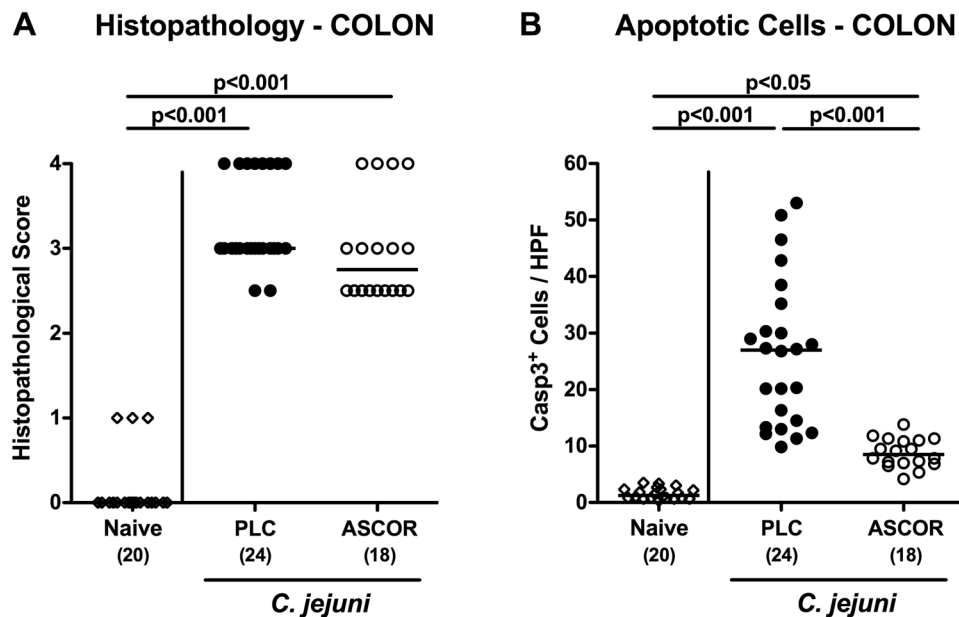 A Histopathology - COLON
p<0.001
p<0.001
Histopathological Score
4
3
2
1
0
Naive PLC ASCOR
(20) (24) (18)
C. jejuni
B Apoptotic Cells - COLON
p<0.05
p<0.001 p<0.001
Casp3⁺ Cells / HPF
60
50
40
30
20
10
0
Naive PLC ASCOR
(20) (24) (18)
C. jejuni